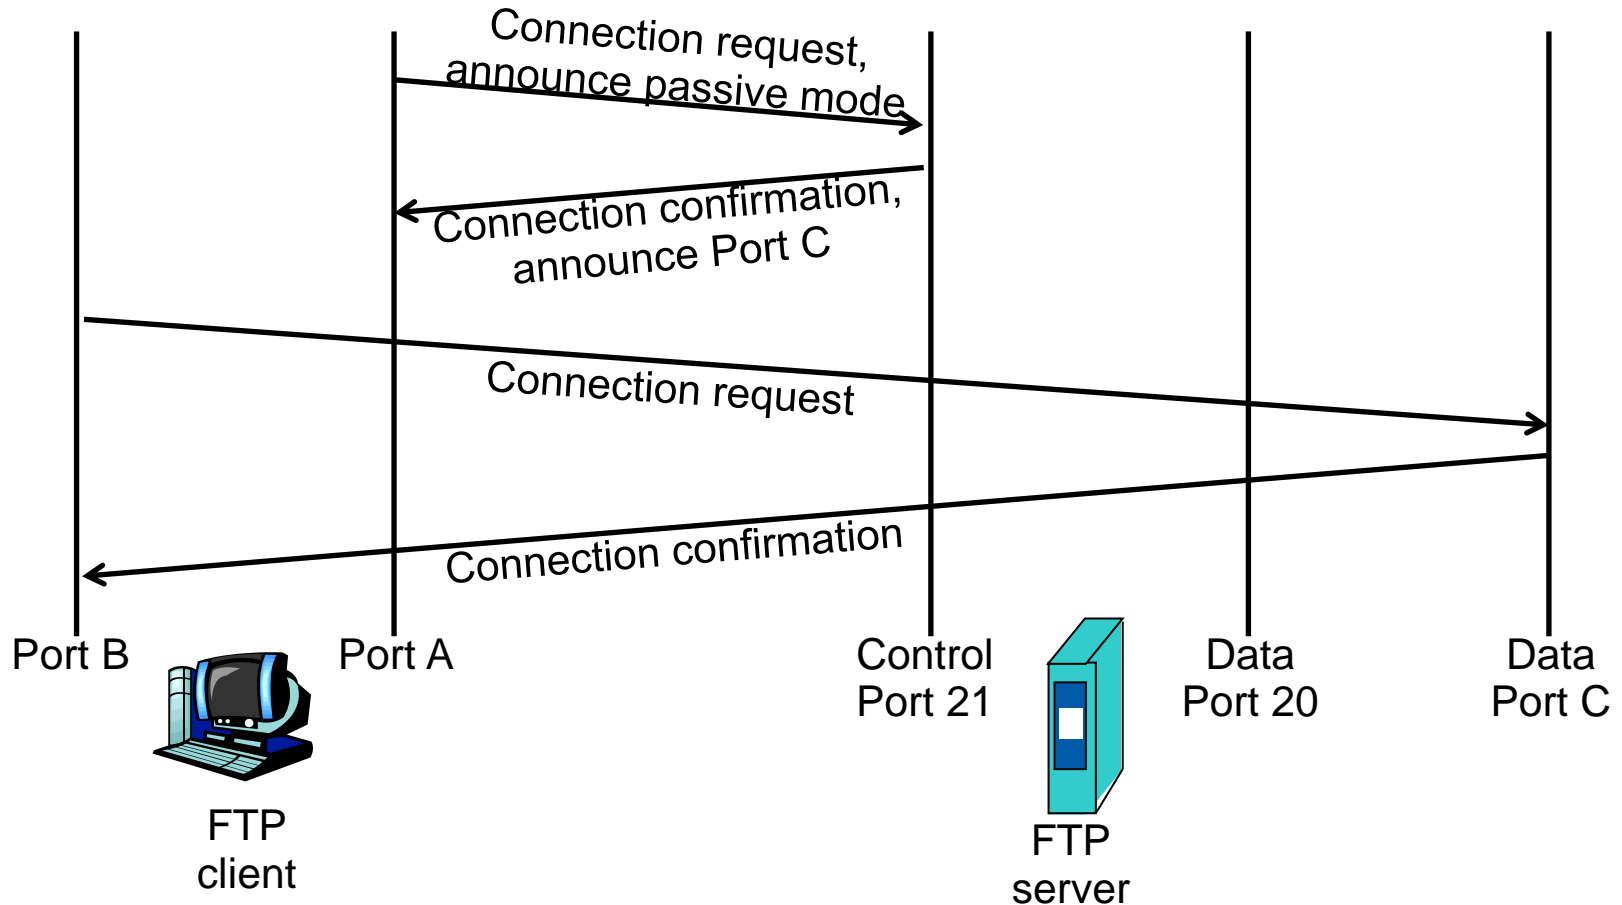 Connection request,
announce passive mode
Connection confirmation,
announce Port C
Connection request
Connection confirmation
Port B
Port A
Control
Port 21
Data
Port 20
Data
Port C
FTP
client
FTP
server